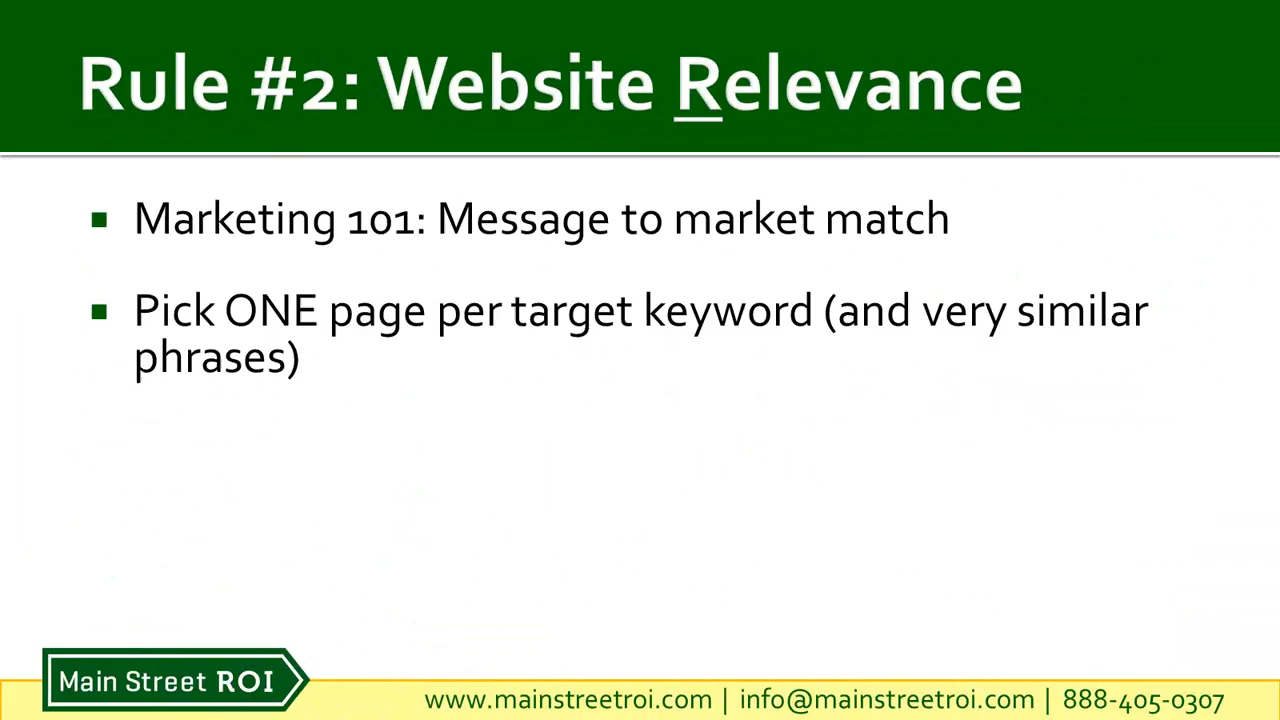 Rule #2: Website Relevance
Marketing 101: Message to market match
Pick ONE page per target keyword (and very similar
phrases)
Main Street ROI
www.mainstreetroi.com | info@mainstreetroi.com | 888-405-0307